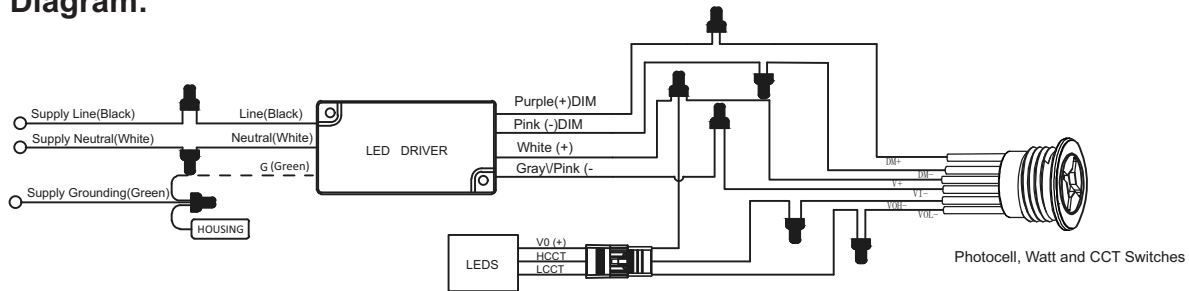 Diagram:
Supply Line(Black)
Line(Black)
Supply Neutral(White)
Neutral(White)
G (Green)
Supply Grounding(Green)
HOUSING
LED DRIVER
Purple(+)DIM
Pink (-)DIM
White (+)
Gray\/Pink (-
LEDS
V0 (+)
HCCT
LCCT
DM+
DM-
V+
VI-
VOH-
VOL-
Photocell, Watt and CCT Switches